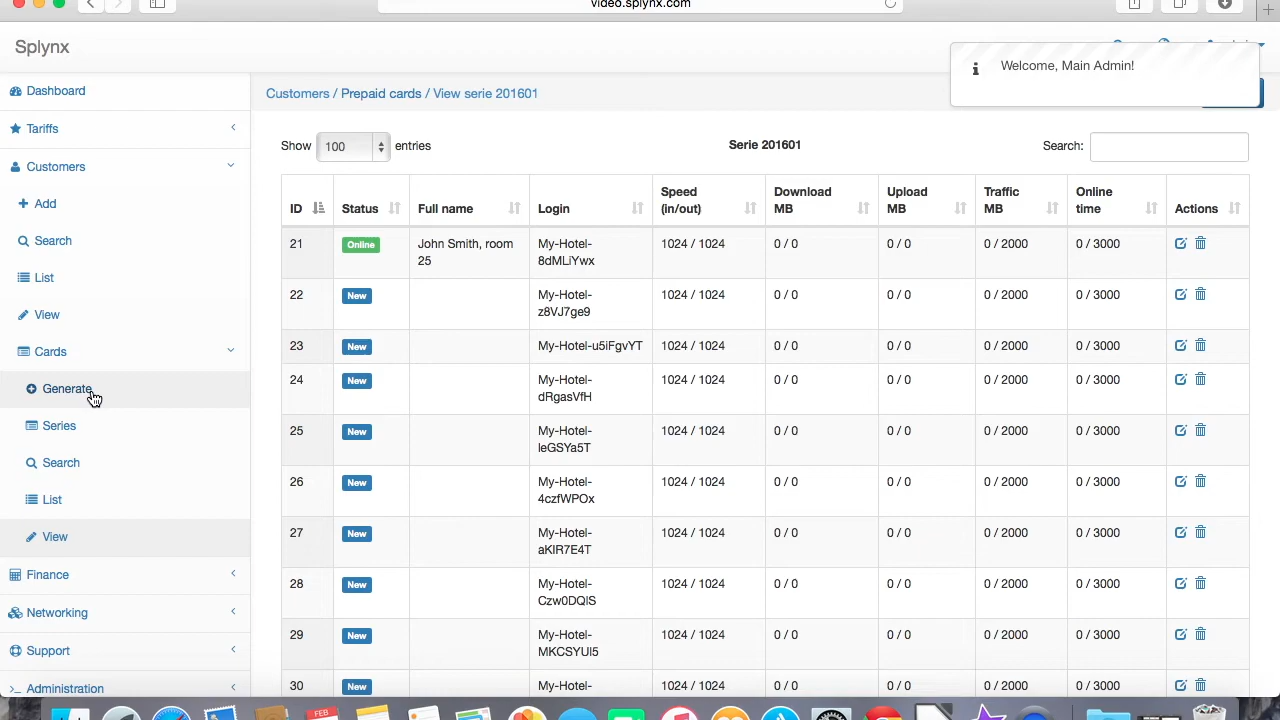 video.splynx.com
Splynx
Welcome, Main Admin!
Dashboard
Tariffs
Customers
Add
Search
List
View
Cards
Generate
Series
Search
List
View
Finance
Networking
Support
Administration
Customers / Prepaid cards / View serie 201601
Show 100 entries
Serie 201601
Search:
ID Status Full name Login Speed (in/out) Download MB Upload MB Traffic MB Online time Actions
21 Online John Smith, room 25 My-Hotel-8dMLiYwx 1024 / 1024 0 / 0 0 / 0 0 / 2000 0 / 3000
22 New My-Hotel-z8VJ7ge9 1024 / 1024 0 / 0 0 / 0 0 / 2000 0 / 3000
23 New My-Hotel-u5iFgvYT 1024 / 1024 0 / 0 0 / 0 0 / 2000 0 / 3000
24 New My-Hotel-dRgasVfH 1024 / 1024 0 / 0 0 / 0 0 / 2000 0 / 3000
25 New My-Hotel-leGSYa5T 1024 / 1024 0 / 0 0 / 0 0 / 2000 0 / 3000
26 New My-Hotel-4czfWPOx 1024 / 1024 0 / 0 0 / 0 0 / 2000 0 / 3000
27 New My-Hotel-aKIR7E4T 1024 / 1024 0 / 0 0 / 0 0 / 2000 0 / 3000
28 New My-Hotel-Czw0DQIS 1024 / 1024 0 / 0 0 / 0 0 / 2000 0 / 3000
29 New My-Hotel-MKCSYUl5 1024 / 1024 0 / 0 0 / 0 0 / 2000 0 / 3000
30 New My-Hotel- 1024 / 1024 0 / 0 0 / 0 0 / 2000 0 / 3000
FEB